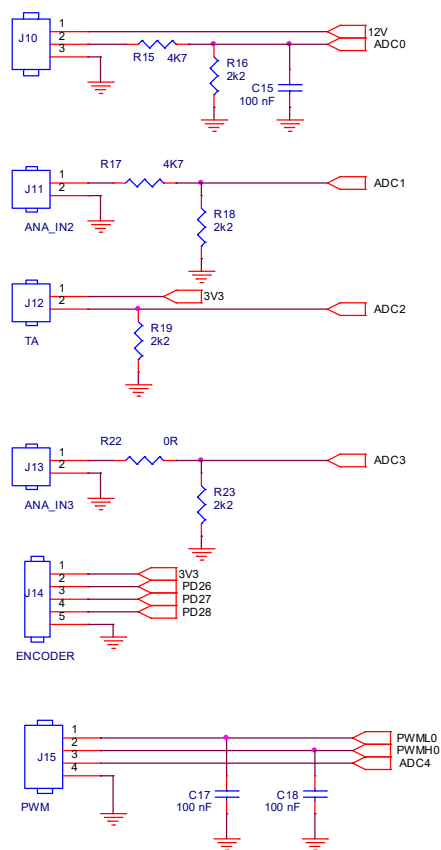 1
12V
J10
2
ADC0
3
R15 4K7
R16
2k2
C15
100 nF
R17 4K7
J11
1
ADC1
2
R18
2k2
ANA_IN2
J12
1
3V3
2
ADC2
R19
2k2
TA
R22 0R
J13
1
ADC3
2
R23
2k2
ANA_IN3
J14
1
3V3
2
PD26
3
PD27
4
PD28
5
ENCODER
J15
1
PWML0
2
PWMH0
3
ADC4
4
C17
100 nF
C18
100 nF
PWM